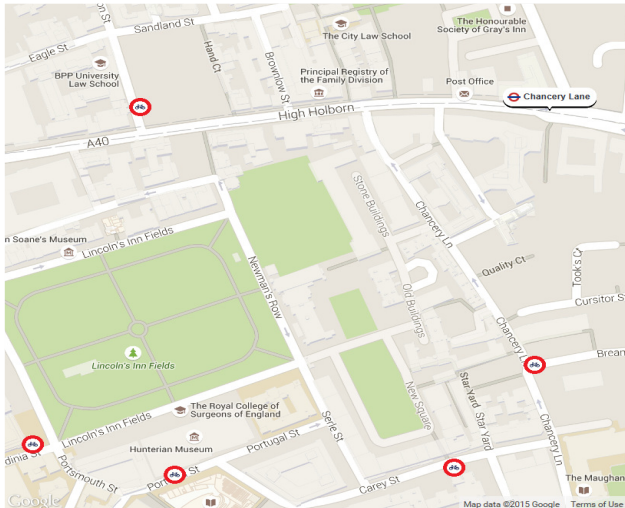 Sandland St
The Honourable
Society of Gray's Inn
The City Law School
Eagle St
Hand Ct
Brownlow St
BPP University
Law School
Principal Registry of
the Family Division
Post Office
Chancery Lane
High Holborn
A40
Stone Buildings
Chancery Ln
m Soane's Museum
Lincoln's Inn Fields
Newman's Row
Quality Ct
Took's Ct
Old Buildings
Cursitor S
Chancery Ln
Bream
Lincoln's Inn Fields
Star Yard
New Square
The Royal College of
Surgeons of England
Lincoln's Inn Fields
Star Yard
Chancery Ln
Serle St
Portugal St
Hunterian Museum
dinia St
Portsmouth St
Carey St
The Maughan
Google
Map data ©2015 Google
Terms of Use